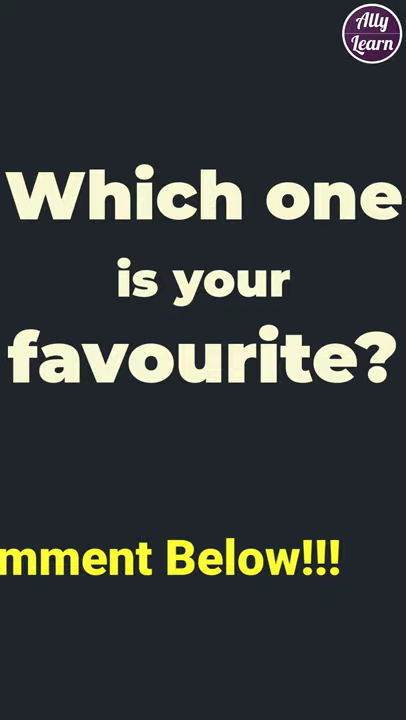 Ally
Learn
Which one
is your
favourite?
mment Below!!!